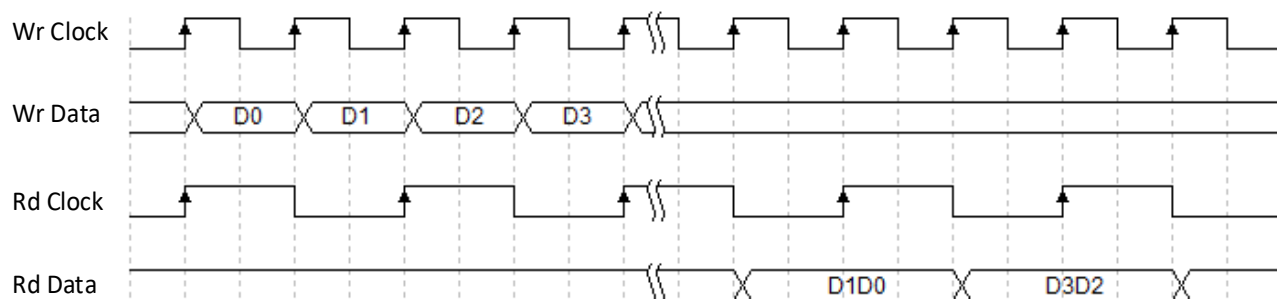 Wr Clock
Wr Data D0 D1 D2 D3
Rd Clock
Rd Data D1D0 D3D2